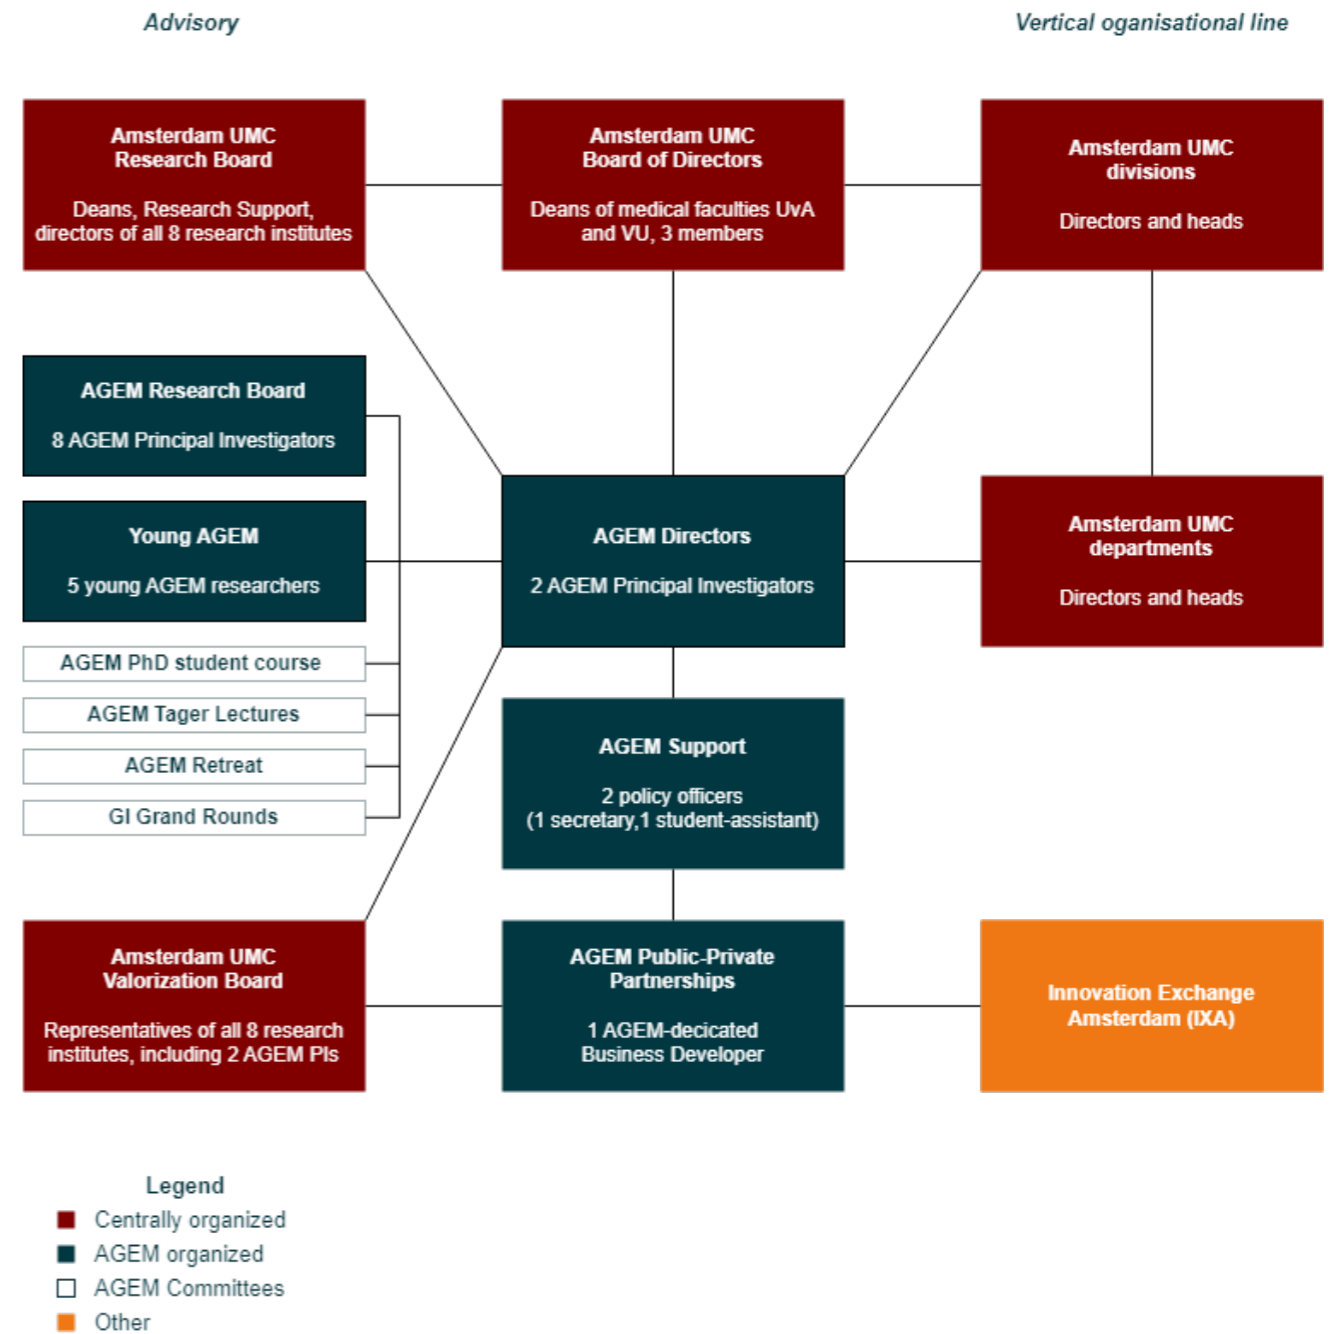 Advisory
Vertical oganisational line
Amsterdam UMC
Research Board
Deans, Research Support,
directors of all 8 research institutes
Amsterdam UMC
Board of Directors
Deans of medical faculties UvA
and VU, 3 members
Amsterdam UMC
divisions
Directors and heads
AGEM Research Board
8 AGEM Principal Investigators
Young AGEM
5 young AGEM researchers
AGEM PhD student course
AGEM Tager Lectures
AGEM Retreat
GI Grand Rounds
AGEM Directors
2 AGEM Principal Investigators
Amsterdam UMC
departments
Directors and heads
AGEM Support
2 policy officers
(1 secretary,1 student-assistant)
Amsterdam UMC
Valorization Board
Representatives of all 8 research
institutes, including 2 AGEM PIs
AGEM Public-Private
Partnerships
1 AGEM-decicated
Business Developer
Innovation Exchange
Amsterdam (IXA)
Legend
Centrally organized
AGEM organized
AGEM Committees
Other